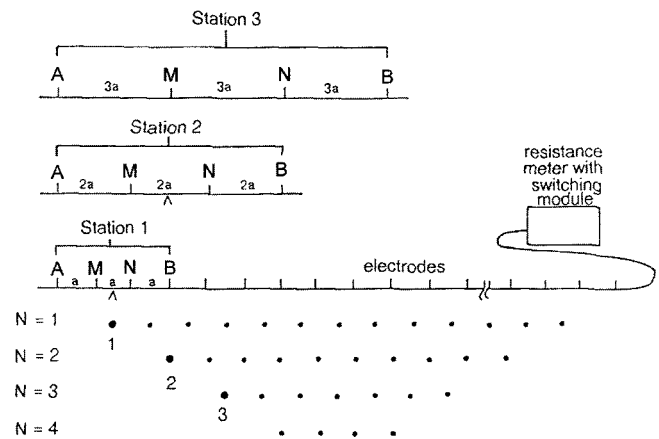 Station 3
A M N B
3a 3a 3a
Station 2
A M N B
2a 2a 2a
resistance
meter with
switching
module
Station 1
A M N B
a a a
electrodes
N = 1
1
N = 2
2
N = 3
3
N = 4